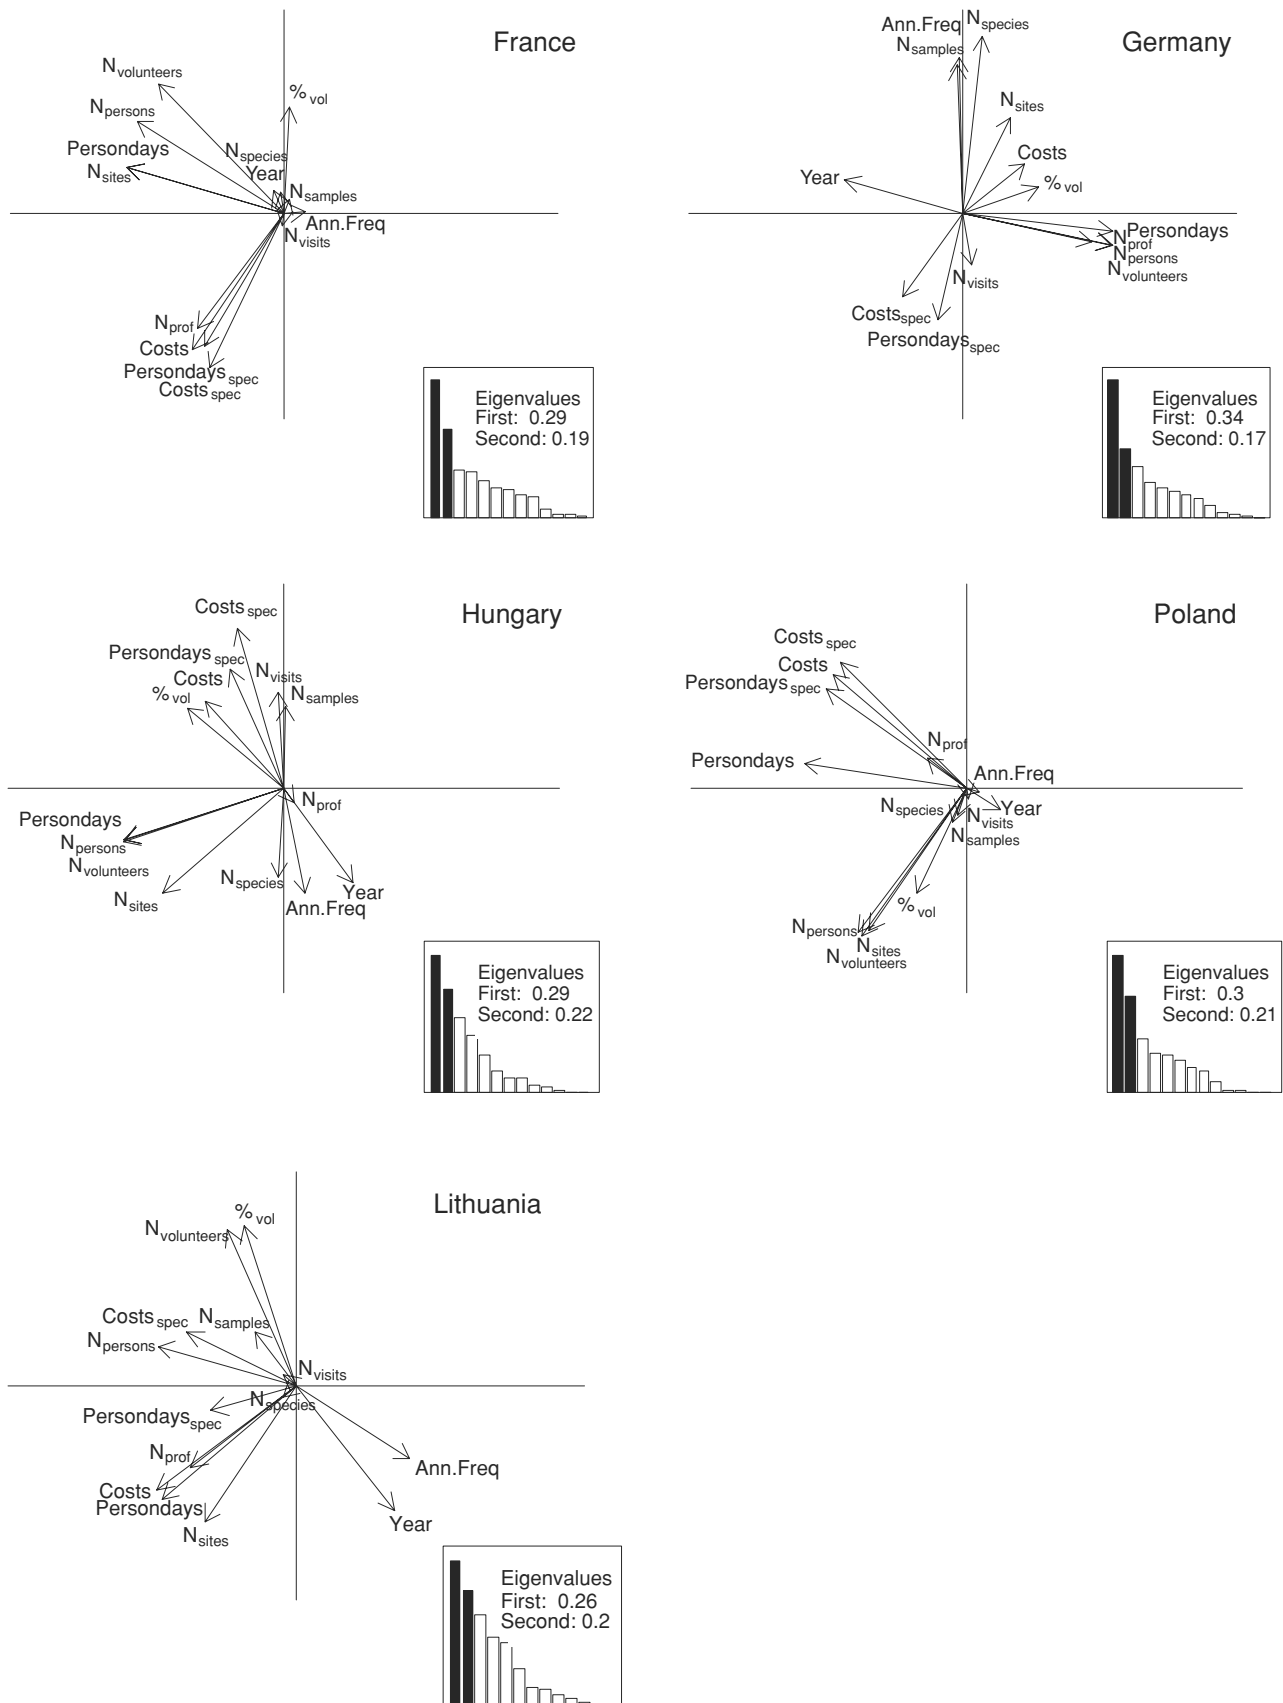 France
N volunteers
% vol
N persons
Persondays
N species
N sites
Year
N samples
Ann.Freq
N visits
N prof
Costs
Persondays spec
Costs spec
Eigenvalues
First: 0.29
Second: 0.19
Germany
Ann.Freq
N species
N samples
N sites
Costs
Year
% vol
Persondays
N prof
N persons
N volunteers
N visits
Costs spec
Persondays spec
Eigenvalues
First: 0.34
Second: 0.17
Hungary
Costs spec
Persondays spec
N visits
Costs
% vol
N samples
N prof
Persondays
N persons
N volunteers
N species
N sites
Year
Ann.Freq
Eigenvalues
First: 0.29
Second: 0.22
Poland
Costs spec
Costs
Persondays spec
N prof
Persondays
Ann.Freq
N species
Year
N visits
N samples
% vol
N persons
N sites
N volunteers
Eigenvalues
First: 0.3
Second: 0.21
Lithuania
% vol
N volunteers
Costs spec
N samples
N persons
N visits
N species
Persondays spec
N prof
Ann.Freq
Costs
Persondays
Year
N sites
Eigenvalues
First: 0.26
Second: 0.2